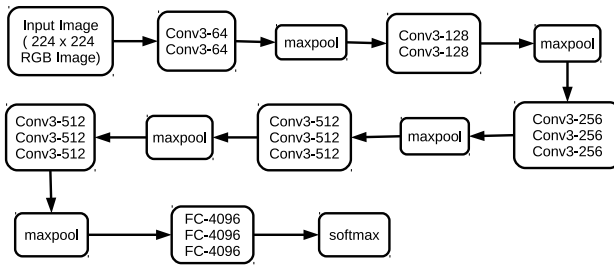 Input Image
( 224 x 224
RGB Image)
Conv3-64
Conv3-64
maxpool
Conv3-128
Conv3-128
maxpool
Conv3-256
Conv3-256
Conv3-256
maxpool
Conv3-512
Conv3-512
Conv3-512
maxpool
Conv3-512
Conv3-512
Conv3-512
maxpool
FC-4096
FC-4096
FC-4096
softmax